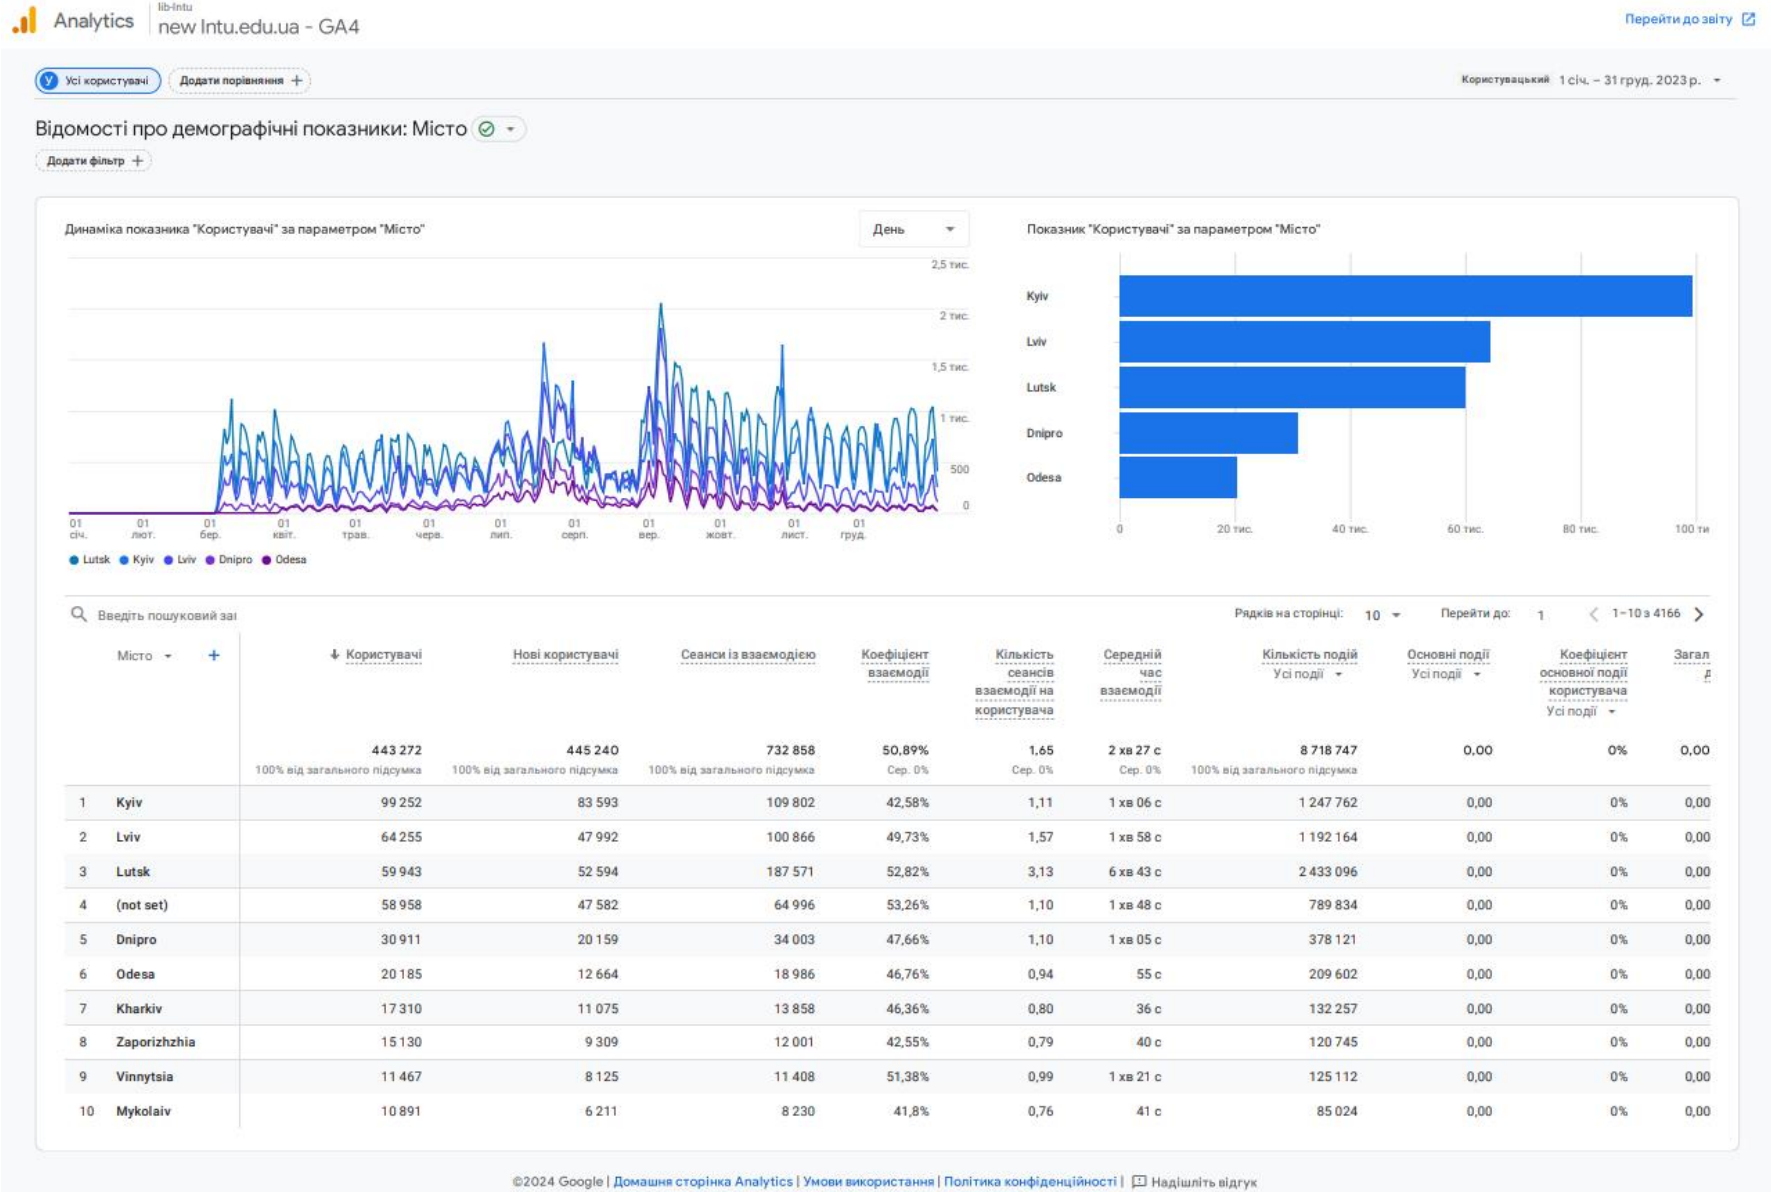 lib-lntu
Analytics
new lntu.edu.ua - GA4
Перейти до звіту
У Усі користувачі
Додати порівняння +
Користувацький 1 січ. – 31 груд. 2023 р.
Відомості про демографічні показники: Місто
Додати фільтр +
Динаміка показника "Користувачі" за параметром "Місто"
День
2,5 тис.
2 тис.
1,5 тис.
1 тис.
500
0
01 січ.
01 лют.
01 бер.
01 квіт.
01 трав.
01 черв.
01 лип.
01 серп.
01 вер.
01 жовт.
01 лист.
01 груд.
Lutsk Kyiv Lviv Dnipro Odesa
Показник "Користувачі" за параметром "Місто"
Kyiv
Lviv
Lutsk
Dnipro
Odesa
0 20 тис. 40 тис. 60 тис. 80 тис. 100 ти
Введіть пошуковий за
Рядків на сторінці: 10 Перейти до: 1 1–10 з 4166
Місто +
Користувачі
Нові користувачі
Сеанси із взаємодією
Коефіцієнт
взаємодії
Кількість
сеансів
взаємодії на
користувача
Середній
час
взаємодії
Кількість подій
Усі події
Основні події
Усі події
Коефіцієнт
основної події
користувача
Усі події
Загал
443 272 445 240 732 858 50,89% 1,65 2 хв 27 с 8 718 747 0,00 0% 0,00
100% від загального підсумка 100% від загального підсумка 100% від загального підсумка Сер. 0% Сер. 0% Сер. 0% 100% від загального підсумка
1 Kyiv 99 252 83 593 109 802 42,58% 1,11 1 хв 06 с 1 247 762 0,00 0% 0,00
2 Lviv 64 255 47 992 100 866 49,73% 1,57 1 хв 58 с 1 192 164 0,00 0% 0,00
3 Lutsk 59 943 52 594 187 571 52,82% 3,13 6 хв 43 с 2 433 096 0,00 0% 0,00
4 (not set) 58 958 47 582 64 996 53,26% 1,10 1 хв 48 с 789 834 0,00 0% 0,00
5 Dnipro 30 911 20 159 34 003 47,66% 1,10 1 хв 05 с 378 121 0,00 0% 0,00
6 Odesa 20 185 12 664 18 986 46,76% 0,94 55 с 209 602 0,00 0% 0,00
7 Kharkiv 17 310 11 075 13 858 46,36% 0,80 36 с 132 257 0,00 0% 0,00
8 Zaporizhzhia 15 130 9 309 12 001 42,55% 0,79 40 с 120 745 0,00 0% 0,00
9 Vinnytsia 11 467 8 125 11 408 51,38% 0,99 1 хв 21 с 125 112 0,00 0% 0,00
10 Mykolaiv 10 891 6 211 8 230 41,8% 0,76 41 с 85 024 0,00 0% 0,00
©2024 Google | Домашня сторінка Analytics | Умови використання | Політика конфіденційності | Надішліть відгук